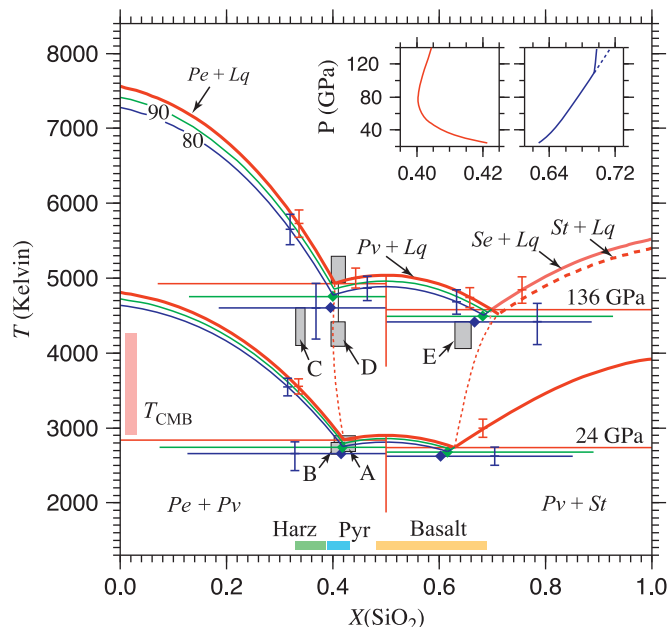 8000
7000
6000
5000
4000
3000
2000
T (Kelvin)
Pe + Lq
90
80
P (GPa)
120
80
40
0.40
0.42
0.64
0.72
Pv + Lq
Se + Lq
St + Lq
136 GPa
C
D
E
T_CMB
24 GPa
B
A
Pe + Pv
Pv + St
Harz
Pyr
Basalt
0.0
0.2
0.4
0.6
0.8
1.0
X(SiO₂)